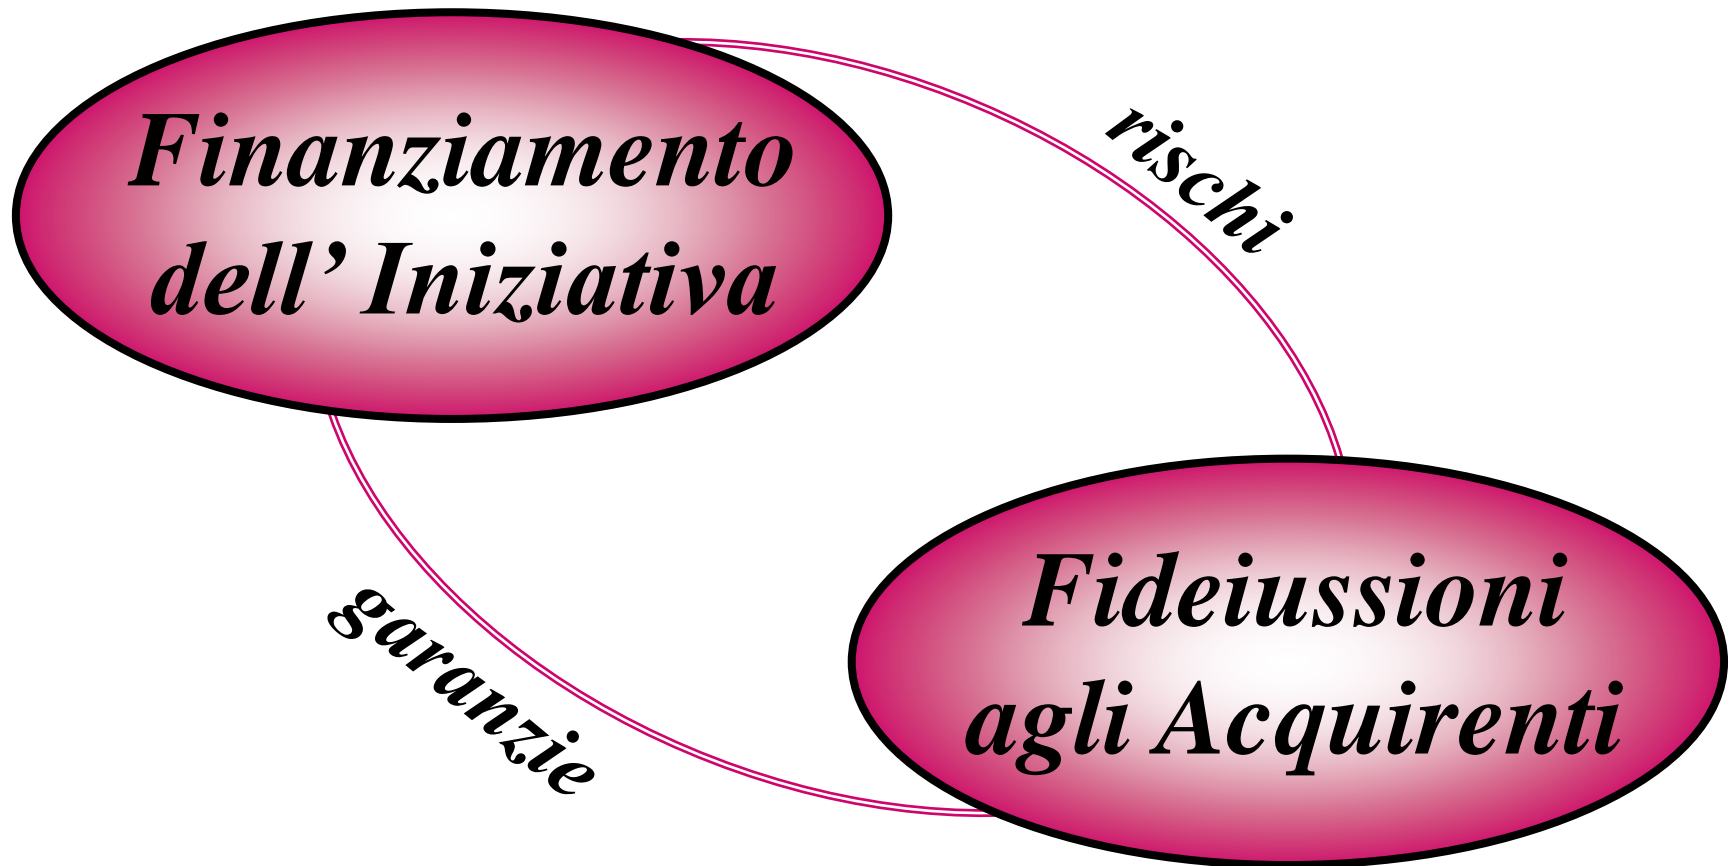 Finanziamento
dell’ Iniziativa
rischi
garanzie
Fideiussioni
agli Acquirenti